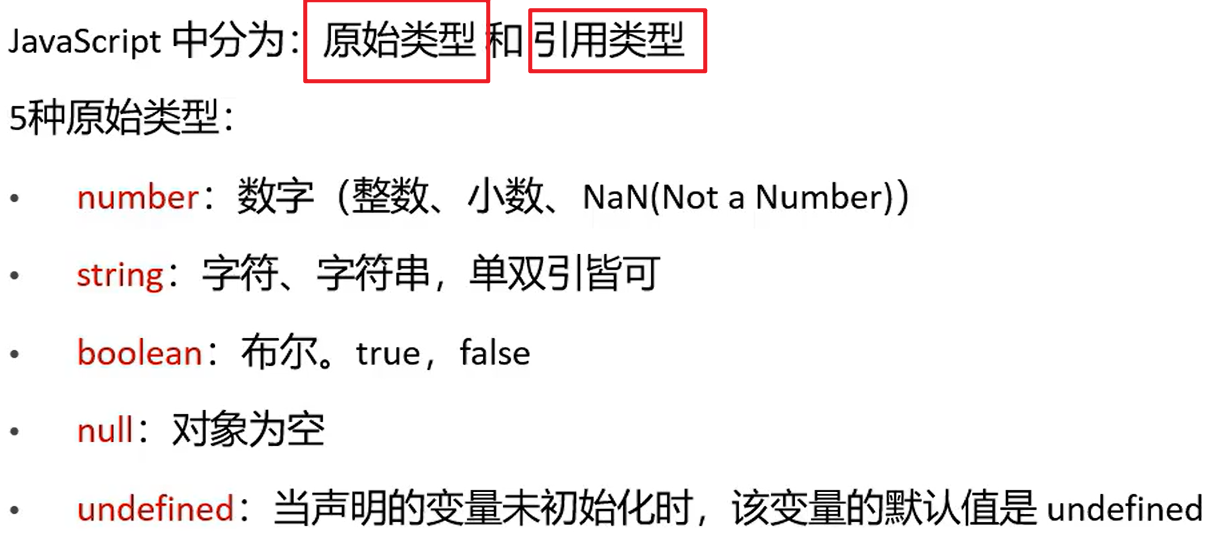 JavaScript 中分为：原始类型 和 引用类型
5种原始类型：
• number：数字（整数、小数、NaN(Not a Number)）
• string：字符、字符串，单双引皆可
• boolean：布尔。true，false
• null：对象为空
• undefined：当声明的变量未初始化时，该变量的默认值是 undefined